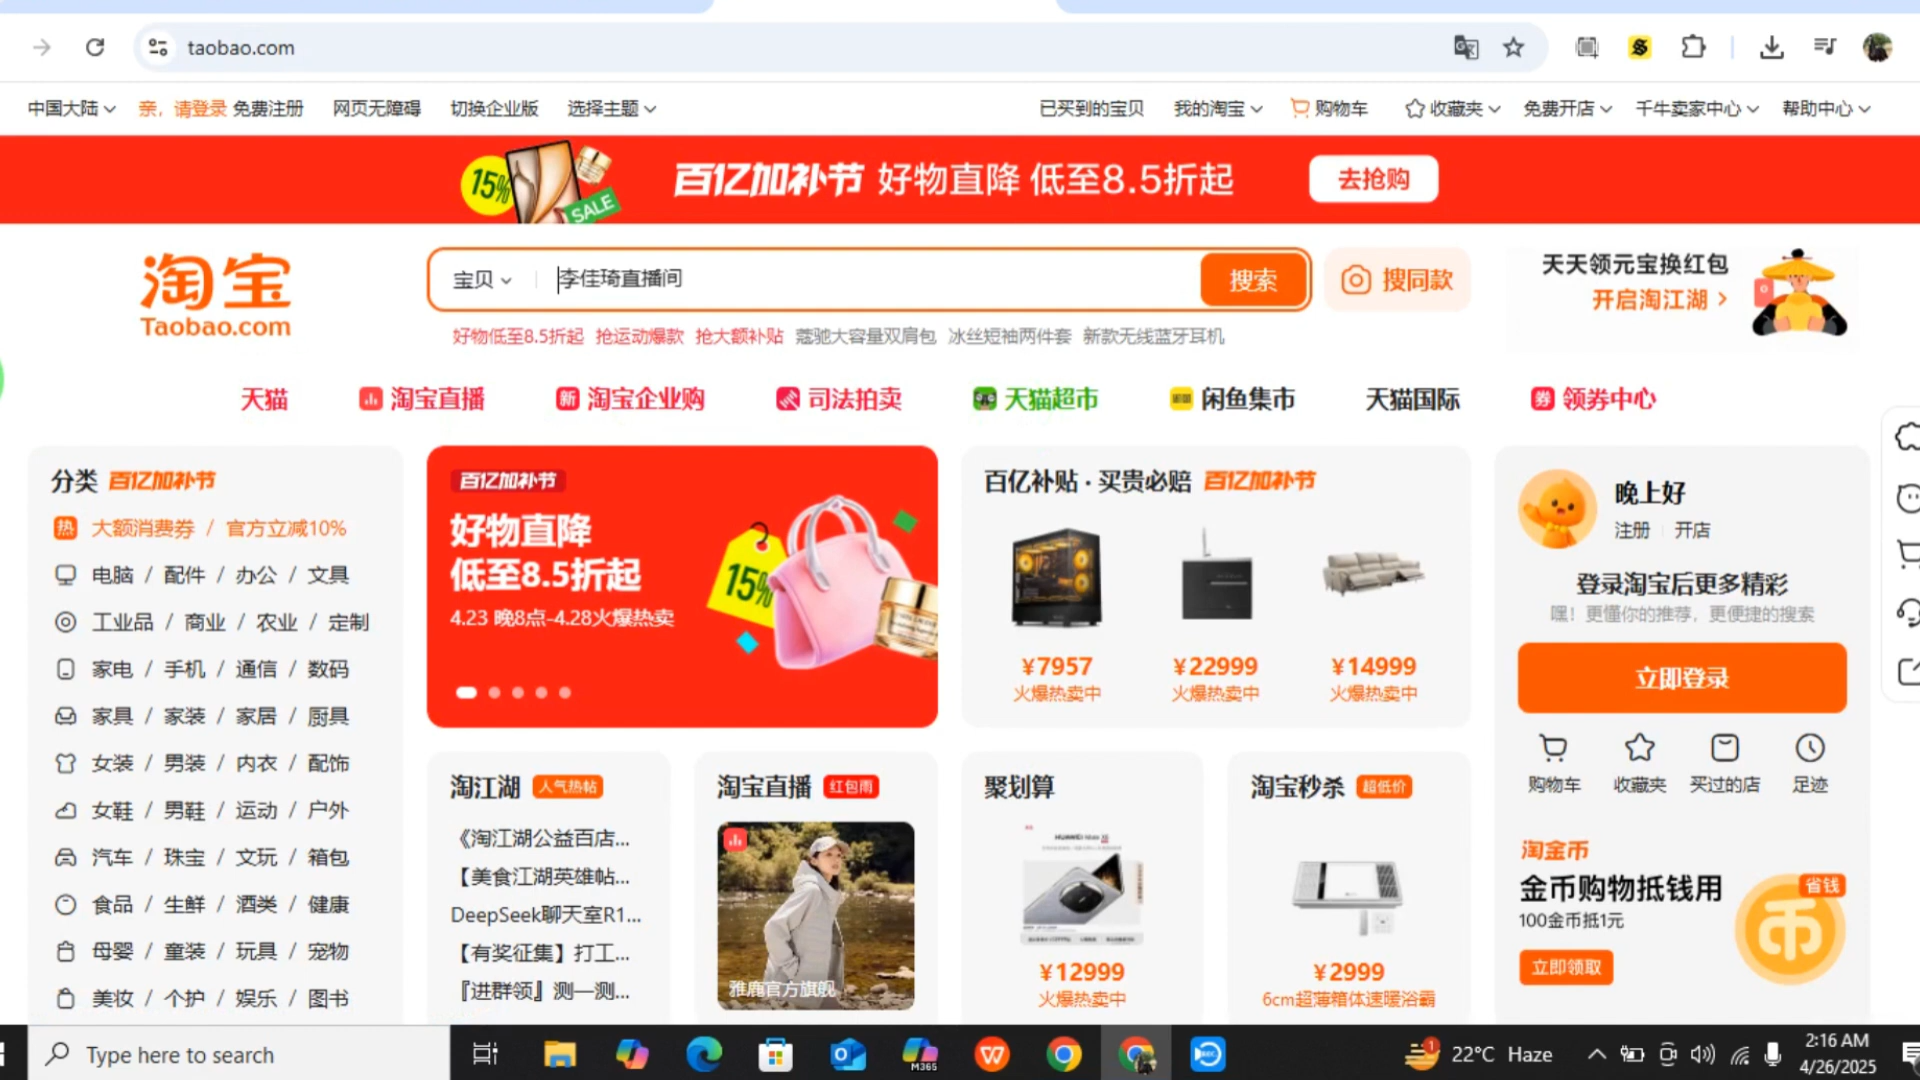 taobao.com
中国大陆 亲，请登录 免费注册 网页无障碍 切换企业版 选择主题 已买到的宝贝 我的淘宝 购物车 收藏夹 免费开店 千牛卖家中心 帮助中心
15% SALE 百亿加补节 好物直降 低至8.5折起 去抢购
淘宝
Taobao.com
宝贝 李佳琦直播间 搜索 搜同款
天天领元宝换红包
开启淘江湖 >
好物低至8.5折起 抢运动爆款 抢大额补贴 蔻驰大容量双肩包 冰丝短袖两件套 新款无线蓝牙耳机
天猫 淘宝直播 新 淘宝企业购 司法拍卖 天猫超市 闲鱼集市 天猫国际 券 领券中心
分类 百亿加补节
热 大额消费券 / 官方立减10%
电脑 / 配件 / 办公 / 文具
工业品 / 商业 / 农业 / 定制
家电 / 手机 / 通信 / 数码
家具 / 家装 / 家居 / 厨具
女装 / 男装 / 内衣 / 配饰
女鞋 / 男鞋 / 运动 / 户外
汽车 / 珠宝 / 文玩 / 箱包
食品 / 生鲜 / 酒类 / 健康
母婴 / 童装 / 玩具 / 宠物
美妆 / 个护 / 娱乐 / 图书
百亿加补节
好物直降
低至8.5折起
4.23 晚8点-4.28火爆热卖
15%
百亿补贴 · 买贵必赔 百亿加补节
¥7957 ¥22999 ¥14999
火爆热卖中 火爆热卖中 火爆热卖中
晚上好
注册 开店
登录淘宝后更多精彩
嘿！更懂你的推荐，更便捷的搜索
立即登录
购物车 收藏夹 买过的店 足迹
淘江湖 人气热帖
《淘江湖公益百店...
【美食江湖英雄帖...
DeepSeek聊天室R1...
【有奖征集】打工...
『进群领』测一测...
淘宝直播 红包雨
雅鹿官方旗舰
聚划算
¥12999
火爆热卖中
淘宝秒杀 超低价
¥2999
6cm超薄箱体速暖浴霸
淘金币
金币购物抵钱用
100金币抵1元
立即领取
省钱
币
Type here to search
M365
1 22°C Haze
2:16 AM
4/26/2025